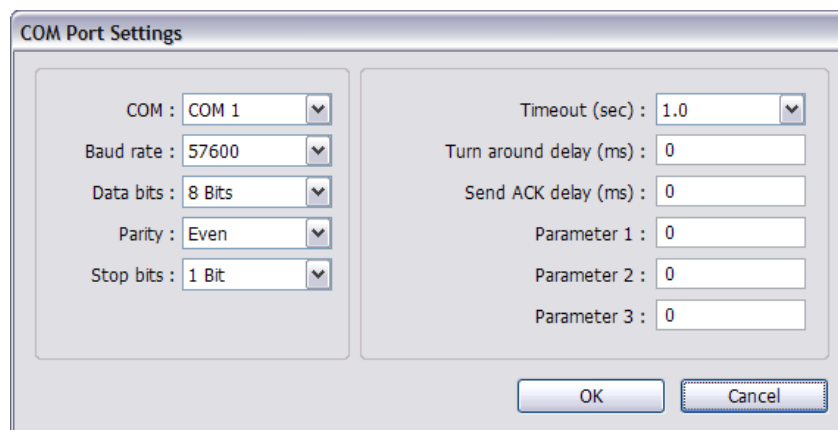 COM Port Settings
COM : COM 1
Baud rate : 57600
Data bits : 8 Bits
Parity : Even
Stop bits : 1 Bit
Timeout (sec) : 1.0
Turn around delay (ms) : 0
Send ACK delay (ms) : 0
Parameter 1 : 0
Parameter 2 : 0
Parameter 3 : 0
OK Cancel